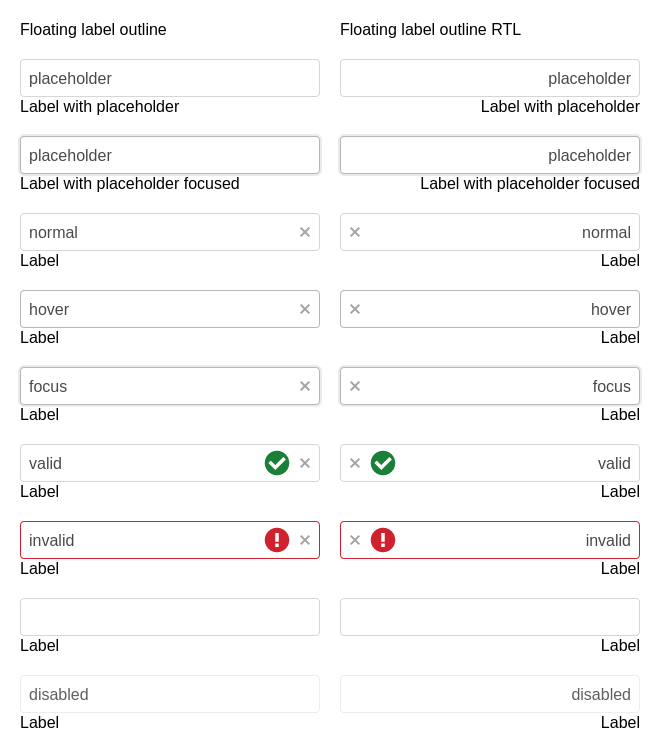 Floating label outline
placeholder
Label with placeholder
placeholder
Label with placeholder focused
normal
Label
hover
Label
focus
Label
valid
Label
invalid
Label
Label
disabled
Label
Floating label outline RTL
placeholder
Label with placeholder
placeholder
Label with placeholder focused
normal
Label
hover
Label
focus
Label
valid
Label
invalid
Label
Label
disabled
Label